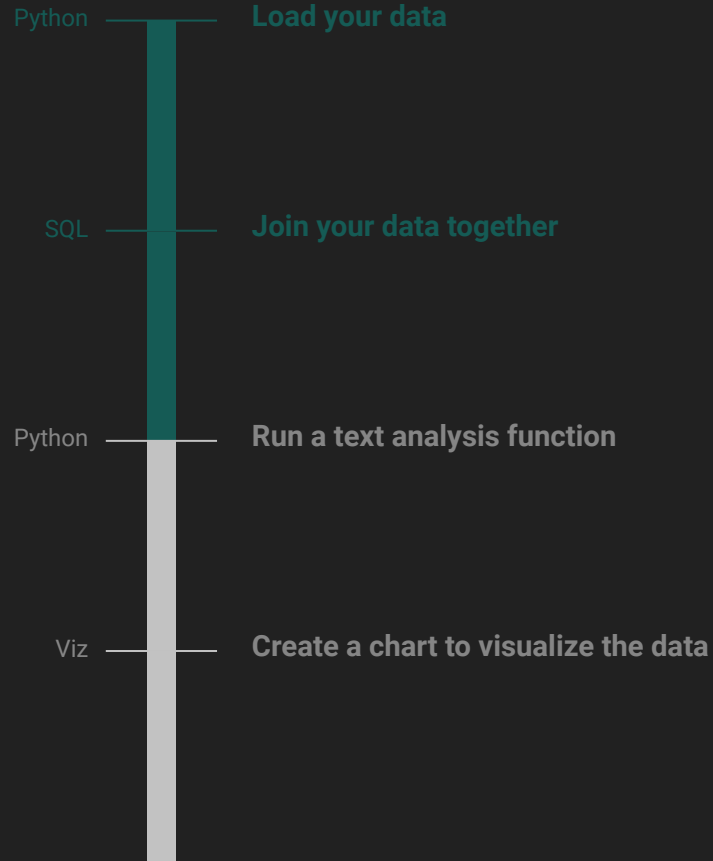 Python Load your data
SQL Join your data together
Python Run a text analysis function
Viz Create a chart to visualize the data